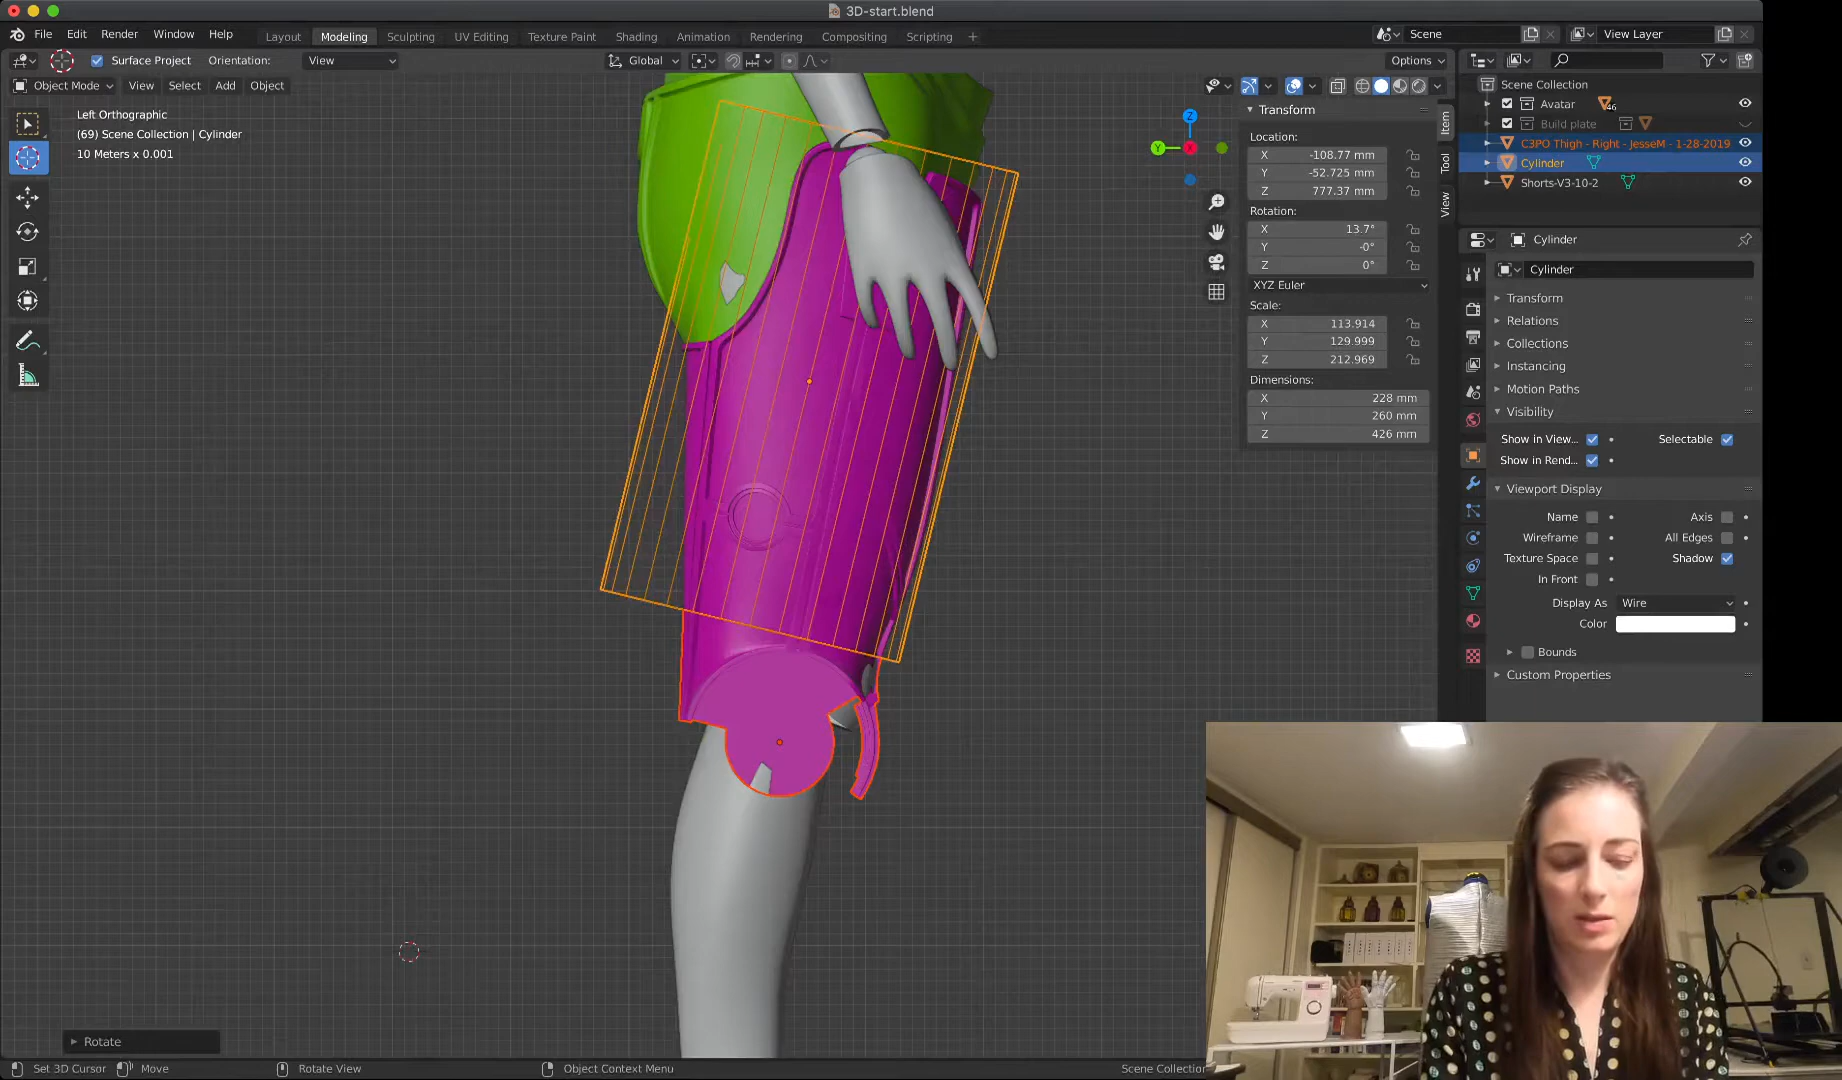 3D-start.blend
File Edit Render Window Help
Layout Modeling Sculpting UV Editing Texture Paint Shading Animation Rendering Compositing Scripting +
Scene
View Layer
Surface Project Orientation: View
Global
Options
Object Mode View Select Add Object
Left Orthographic
(69) Scene Collection | Cylinder
10 Meters x 0.001
Z
Y
X
Transform
Location:
X -108.77 mm
Y -52.725 mm
Z 777.37 mm
Rotation:
X 13.7°
Y -0°
Z 0°
XYZ Euler
Scale:
X 113.914
Y 129.999
Z 212.969
Dimensions:
X 228 mm
Y 260 mm
Z 426 mm
Item
Tool
View
Scene Collection
Avatar 46
Build plate
C3PO Thigh - Right - JesseM - 1-28-2019
Cylinder
Shorts-V3-10-2
Cylinder
Cylinder
Transform
Relations
Collections
Instancing
Motion Paths
Visibility
Show in View... Selectable
Show in Rend...
Viewport Display
Name Axis
Wireframe All Edges
Texture Space Shadow
In Front
Display As Wire
Color
Bounds
Custom Properties
Rotate
Set 3D Cursor Move Rotate View Object Context Menu Scene Collection